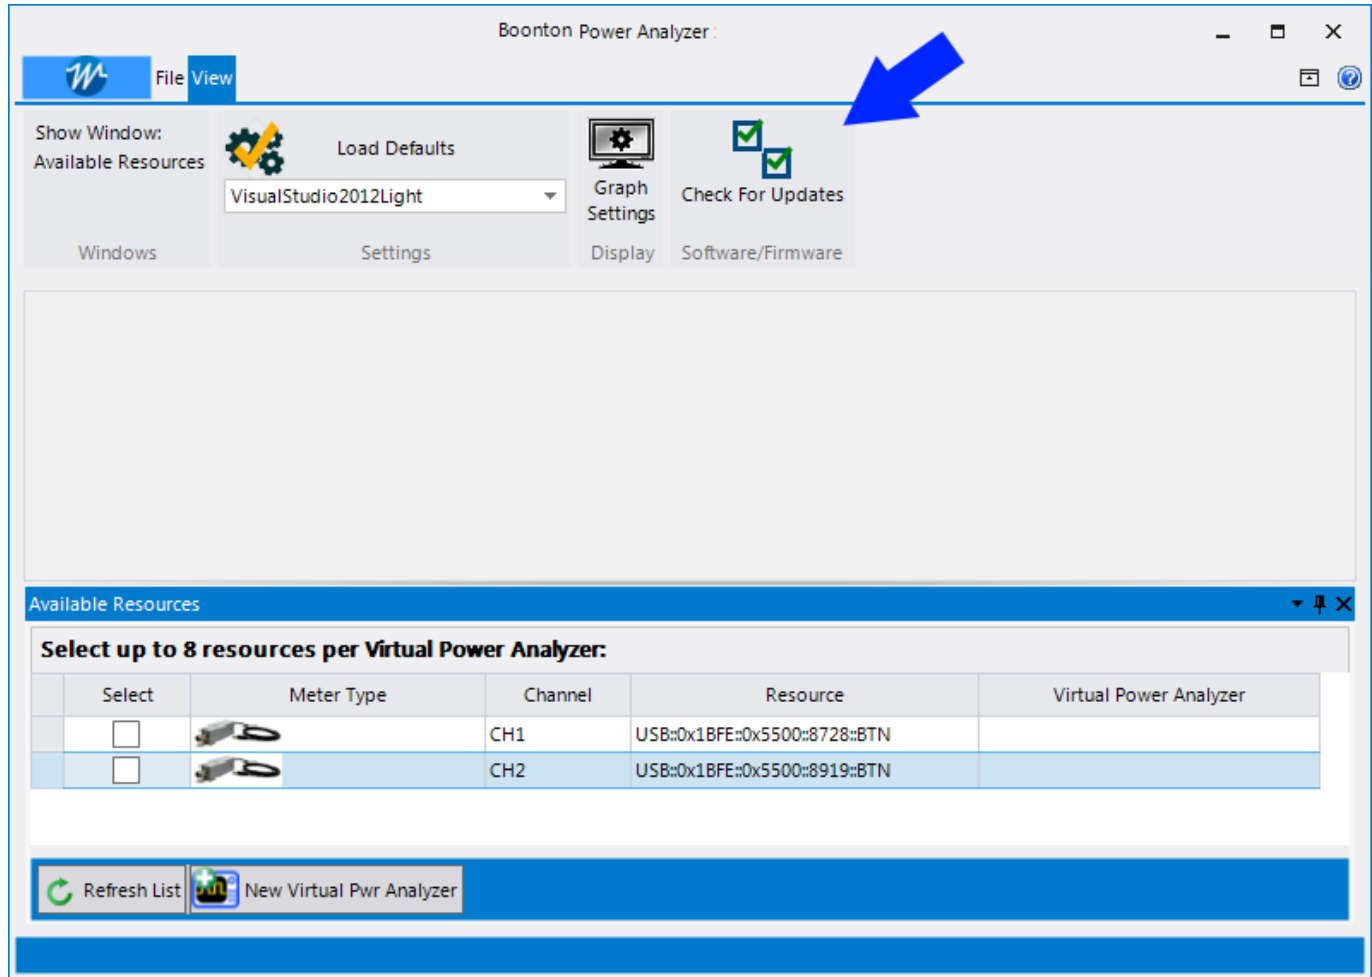 Boonton Power Analyzer
File View
Show Window:
Available Resources
Windows
Load Defaults
VisualStudio2012Light
Settings
Graph
Settings
Display
Check For Updates
Software/Firmware
Available Resources
Select up to 8 resources per Virtual Power Analyzer:
Select Meter Type Channel Resource Virtual Power Analyzer
CH1 USB::0x1BFE::0x5500::8728::BTN
CH2 USB::0x1BFE::0x5500::8919::BTN
Refresh List New Virtual Pwr Analyzer